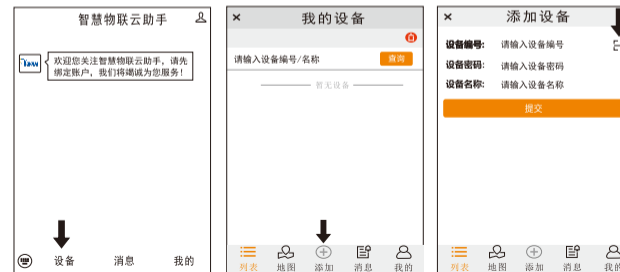 智慧物联云助手
欢迎您关注智慧物联云助手，请先
绑定账户，我们将竭诚为您服务！
设备
消息
我的
× 我的设备
请输入设备编号/名称 查询
暂无设备
列表 地图 添加 消息 我的
× 添加设备
设备编号: 请输入设备编号
设备密码: 请输入设备密码
设备名称: 请输入设备名称
提交
列表 地图 添加 消息 我的